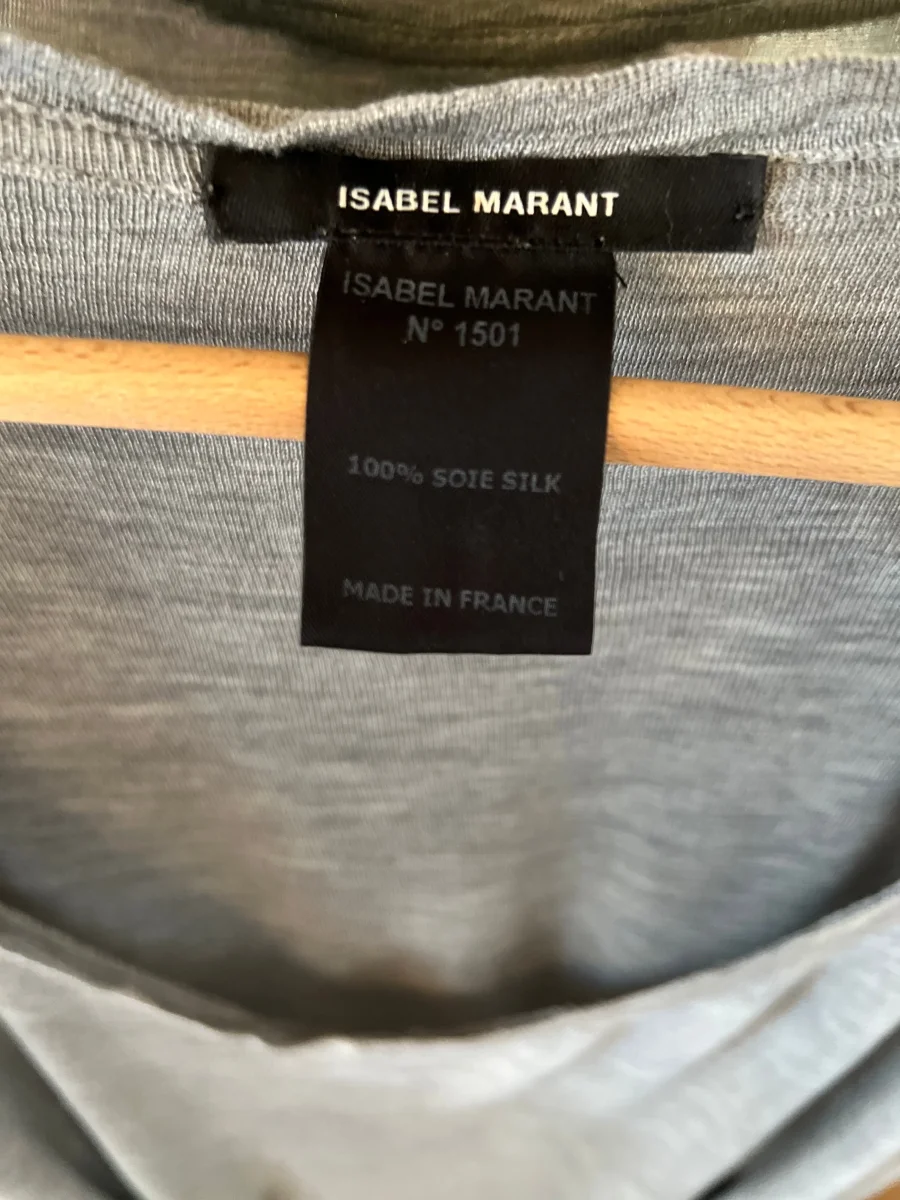 ISABEL MARANT
ISABEL MARANT
N° 1501
100% SOIE SILK
MADE IN FRANCE